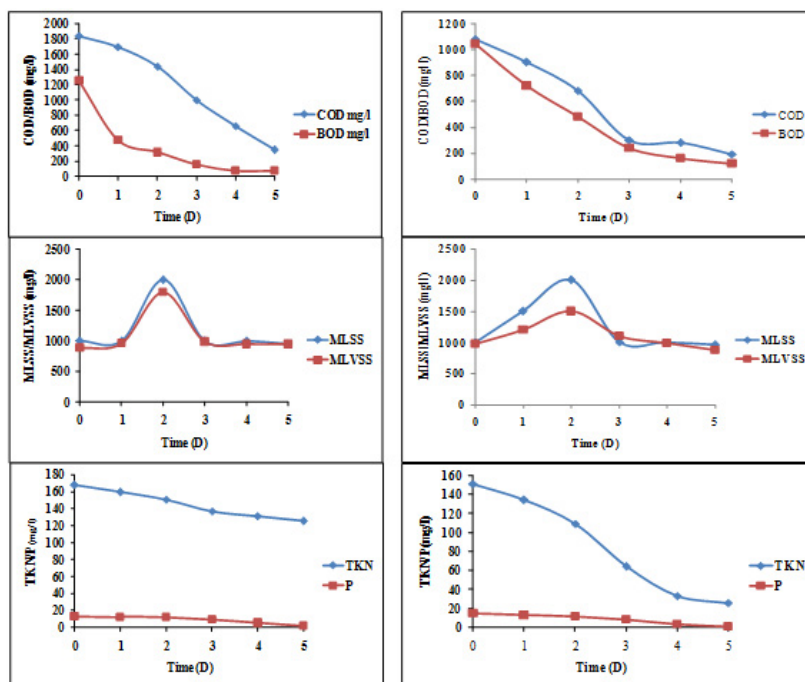 COD/BOD (mg/l)
2000
1800
1600
1400
1200
1000
800
600
400
200
0
0 1 2 3 4 5
Time (D)
COD mg/l
BOD mg/l
COD/BOD (mg/l)
1200
1000
800
600
400
200
0
0 1 2 3 4 5
Time (D)
COD
BOD
MLSS/MLVSS (mg/l)
2500
2000
1500
1000
500
0
0 1 2 3 4 5
Time (D)
MLSS
MLVSS
MLSS/MLVSS (mg/l)
2500
2000
1500
1000
500
0
0 1 2 3 4 5
Time (D)
MLSS
MLVSS
TKN/P (mg/l)
180
160
140
120
100
80
60
40
20
0
0 1 2 3 4 5
Time (D)
TKN
P
TKN/P (mg/l)
160
140
120
100
80
60
40
20
0
0 1 2 3 4 5
Time (D)
TKN
P